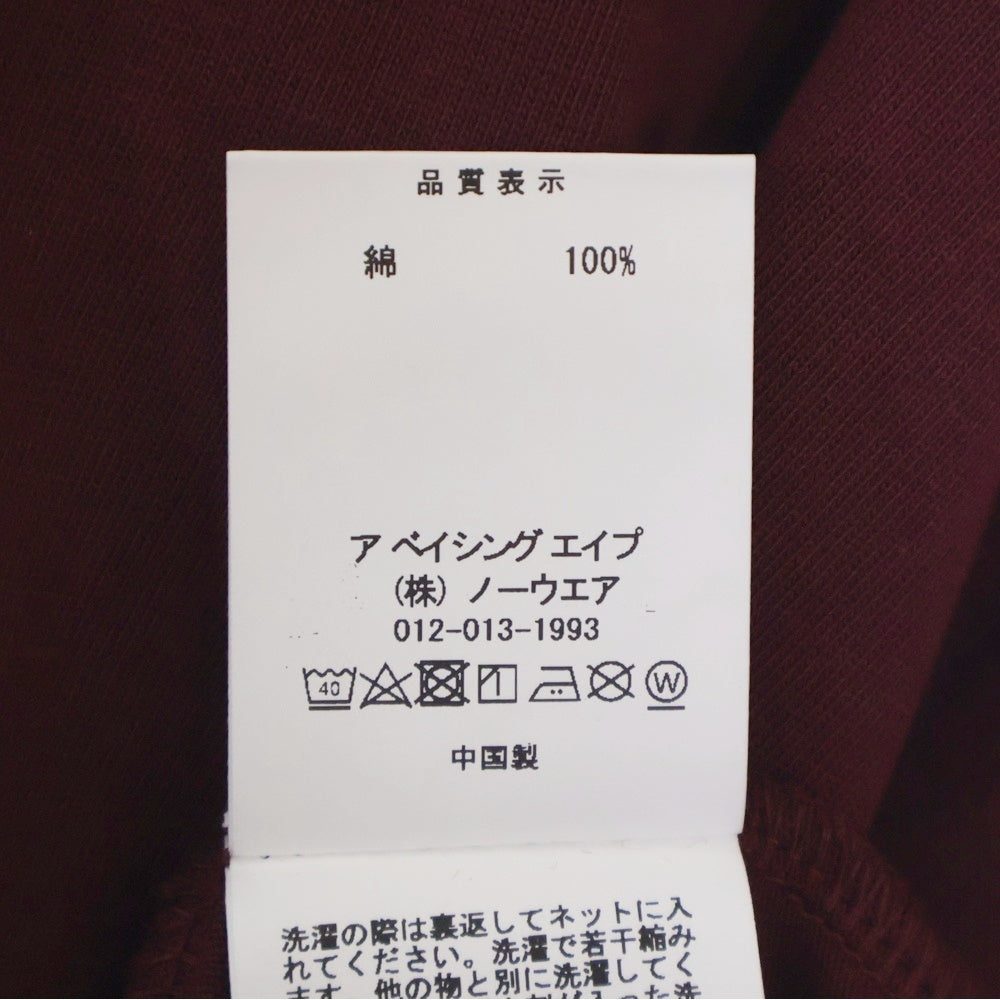 品質表示
綿 100%
ア ベイシング エイプ
(株) ノーウエア
012-013-1993
40 W
中国製
洗濯の際は裏返してネットに入
れてください。洗濯で若干縮み
ます。他の物と別に洗濯してく